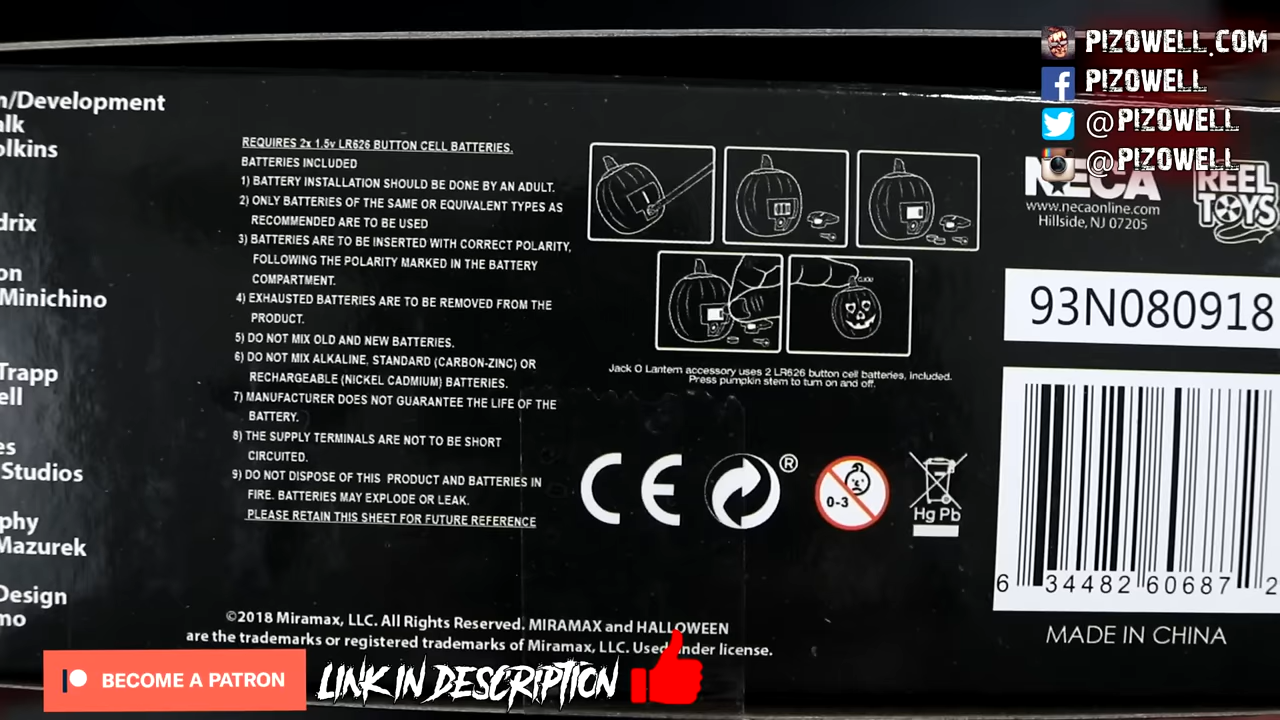 PIZOWELL.COM
PIZOWELL
@PIZOWELL
@PIZOWELL
n/Development
alk
olkins
drix
on
Minichino
Trapp
ell
es
Studios
phy
Mazurek
Design
mo
REQUIRES 2x 1.5v LR626 BUTTON CELL BATTERIES.
BATTERIES INCLUDED
1) BATTERY INSTALLATION SHOULD BE DONE BY AN ADULT.
2) ONLY BATTERIES OF THE SAME OR EQUIVALENT TYPES AS
RECOMMENDED ARE TO BE USED
3) BATTERIES ARE TO BE INSERTED WITH CORRECT POLARITY,
FOLLOWING THE POLARITY MARKED IN THE BATTERY
COMPARTMENT.
4) EXHAUSTED BATTERIES ARE TO BE REMOVED FROM THE
PRODUCT.
5) DO NOT MIX OLD AND NEW BATTERIES.
6) DO NOT MIX ALKALINE, STANDARD (CARBON-ZINC) OR
RECHARGEABLE (NICKEL CADMIUM) BATTERIES.
7) MANUFACTURER DOES NOT GUARANTEE THE LIFE OF THE
BATTERY.
8) THE SUPPLY TERMINALS ARE NOT TO BE SHORT
CIRCUITED.
9) DO NOT DISPOSE OF THIS PRODUCT AND BATTERIES IN
FIRE. BATTERIES MAY EXPLODE OR LEAK.
PLEASE RETAIN THIS SHEET FOR FUTURE REFERENCE
Jack O Lantern accessory uses 2 LR626 button cell batteries, included.
Press pumpkin stem to turn on and off.
CE
®
0-3
Hg Pb
NECA
www.necaonline.com
Hillside, NJ 07205
REEL
TOYS
93N080918
6 34482 60687 2
MADE IN CHINA
©2018 Miramax, LLC. All Rights Reserved. MIRAMAX and HALLOWEEN
are the trademarks or registered trademarks of Miramax, LLC. Used under license.
BECOME A PATRON
LINK IN DESCRIPTION